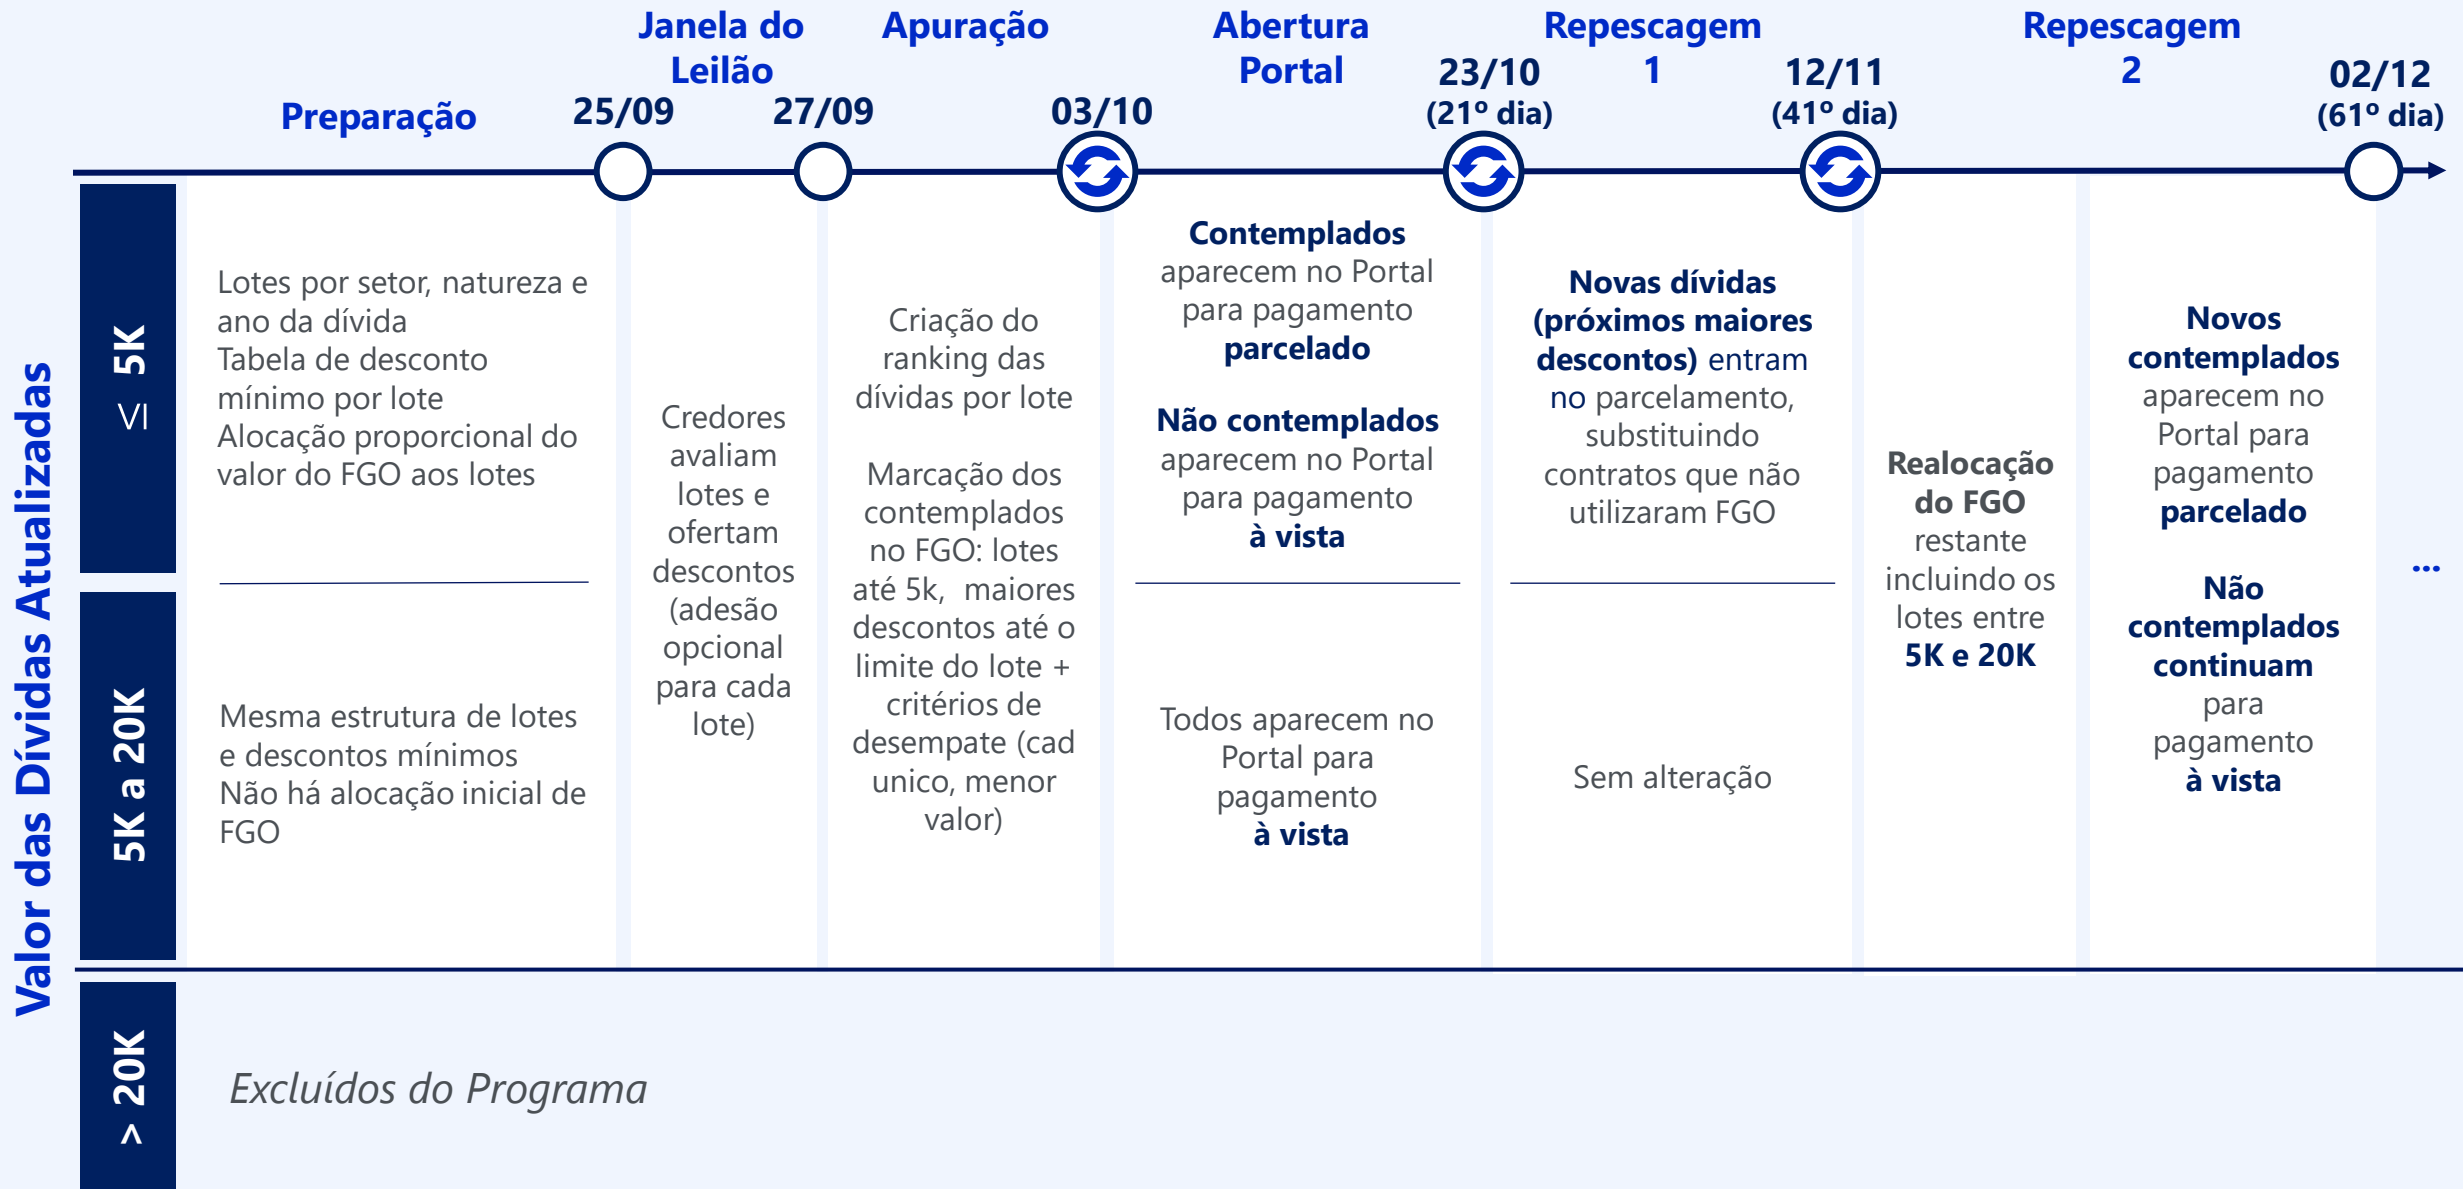 Preparação
25/09
Janela do
Leilão
27/09
Apuração
03/10
Abertura
Portal
23/10
(21º dia)
Repescagem
1
12/11
(41º dia)
Repescagem
2
02/12
(61º dia)
Valor das Dívidas Atualizadas
≤ 5K
Lotes por setor, natureza e
ano da dívida
Tabela de desconto
mínimo por lote
Alocação proporcional do
valor do FGO aos lotes
5K a 20K
Mesma estrutura de lotes
e descontos mínimos
Não há alocação inicial de
FGO
Credores
avaliam
lotes e
ofertam
descontos
(adesão
opcional
para cada
lote)
Criação do
ranking das
dívidas por lote
Marcação dos
contemplados
no FGO: lotes
até 5k, maiores
descontos até o
limite do lote +
critérios de
desempate (cad
unico, menor
valor)
Contemplados
aparecem no Portal
para pagamento
parcelado
Não contemplados
aparecem no Portal
para pagamento
à vista
Todos aparecem no
Portal para
pagamento
à vista
Novas dívidas
(próximos maiores
descontos) entram
no parcelamento,
substituindo
contratos que não
utilizaram FGO
Sem alteração
Realocação
do FGO
restante
incluindo os
lotes entre
5K e 20K
Novos
contemplados
aparecem no
Portal para
pagamento
parcelado
Não
contemplados
continuam
para
pagamento
à vista
...
> 20K
Excluídos do Programa